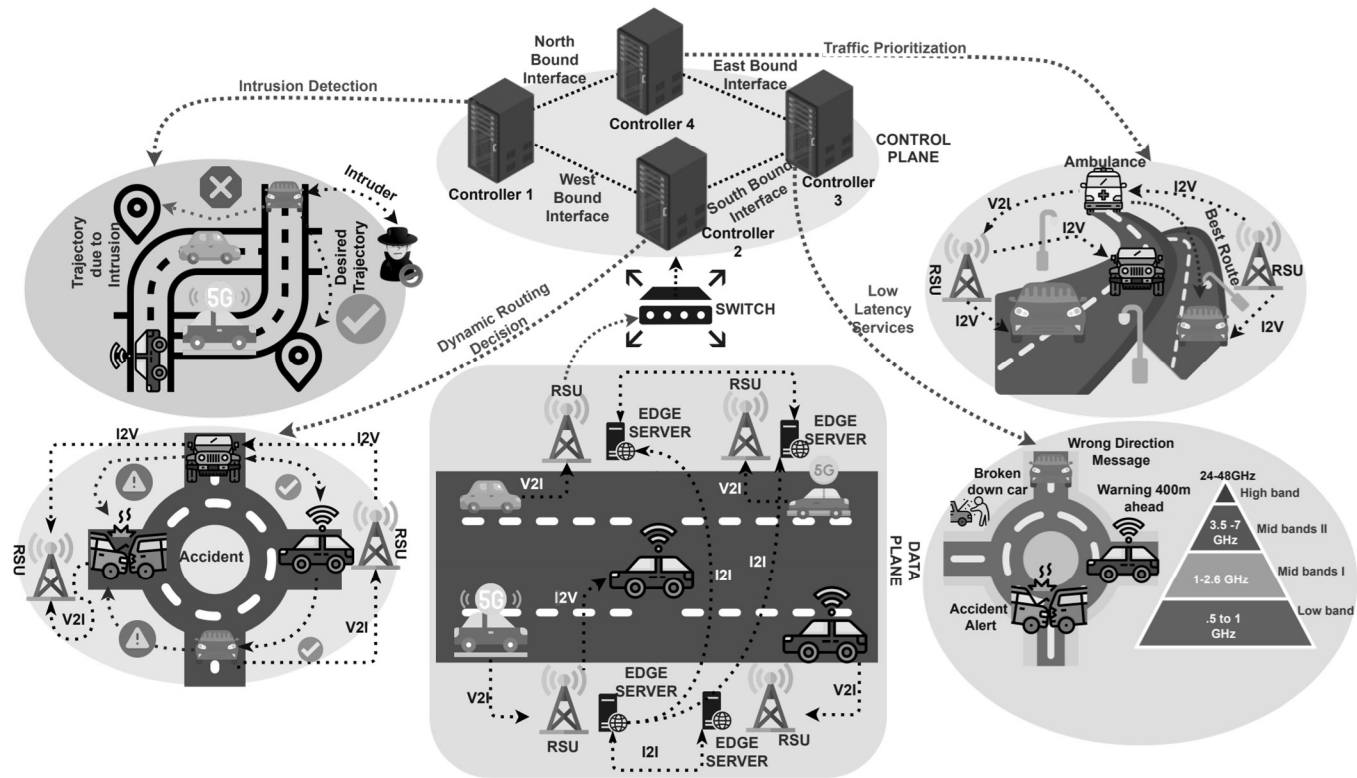 North
Bound
Interface
Traffic Prioritization
East Bound
Interface
Intrusion Detection
Controller 4
CONTROL
PLANE
Controller 1
Controller
3
West
Bound
Interface
South Bound
Interface
Controller
2
Intruder
Trajectory
due to
Intrusion
Desired
Trajectory
5G
Ambulance
V2I
I2V
I2V
Best Route
RSU
RSU
I2V
I2V
SWITCH
Dynamic Routing
Decision
Low
Latency
Services
I2V
I2V
RSU
RSU
Accident
V2I
V2I
RSU
EDGE
SERVER
RSU
EDGE
SERVER
5G
V2I
V2I
I2I
I2I
5G
I2V
DATA
PLANE
V2I
V2I
EDGE
SERVER
RSU
I2I
EDGE
SERVER
RSU
Wrong Direction
Message
Broken
down car
Warning 400m
ahead
Accident
Alert
24-48GHz
High band
3.5 -7
GHz
Mid bands II
1-2.6 GHz
Mid bands I
Low band
.5 to 1
GHz